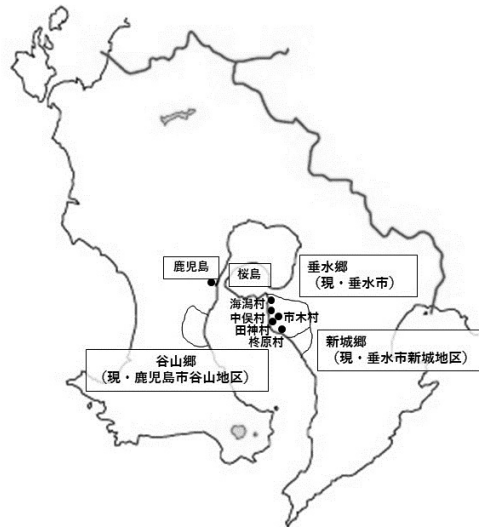 鹿児島
桜島
垂水郷
（現・垂水市）
海潟村
中俣村
市木村
田神村
柊原村
新城郷
（現・垂水市新城地区）
谷山郷
（現・鹿児島市谷山地区）